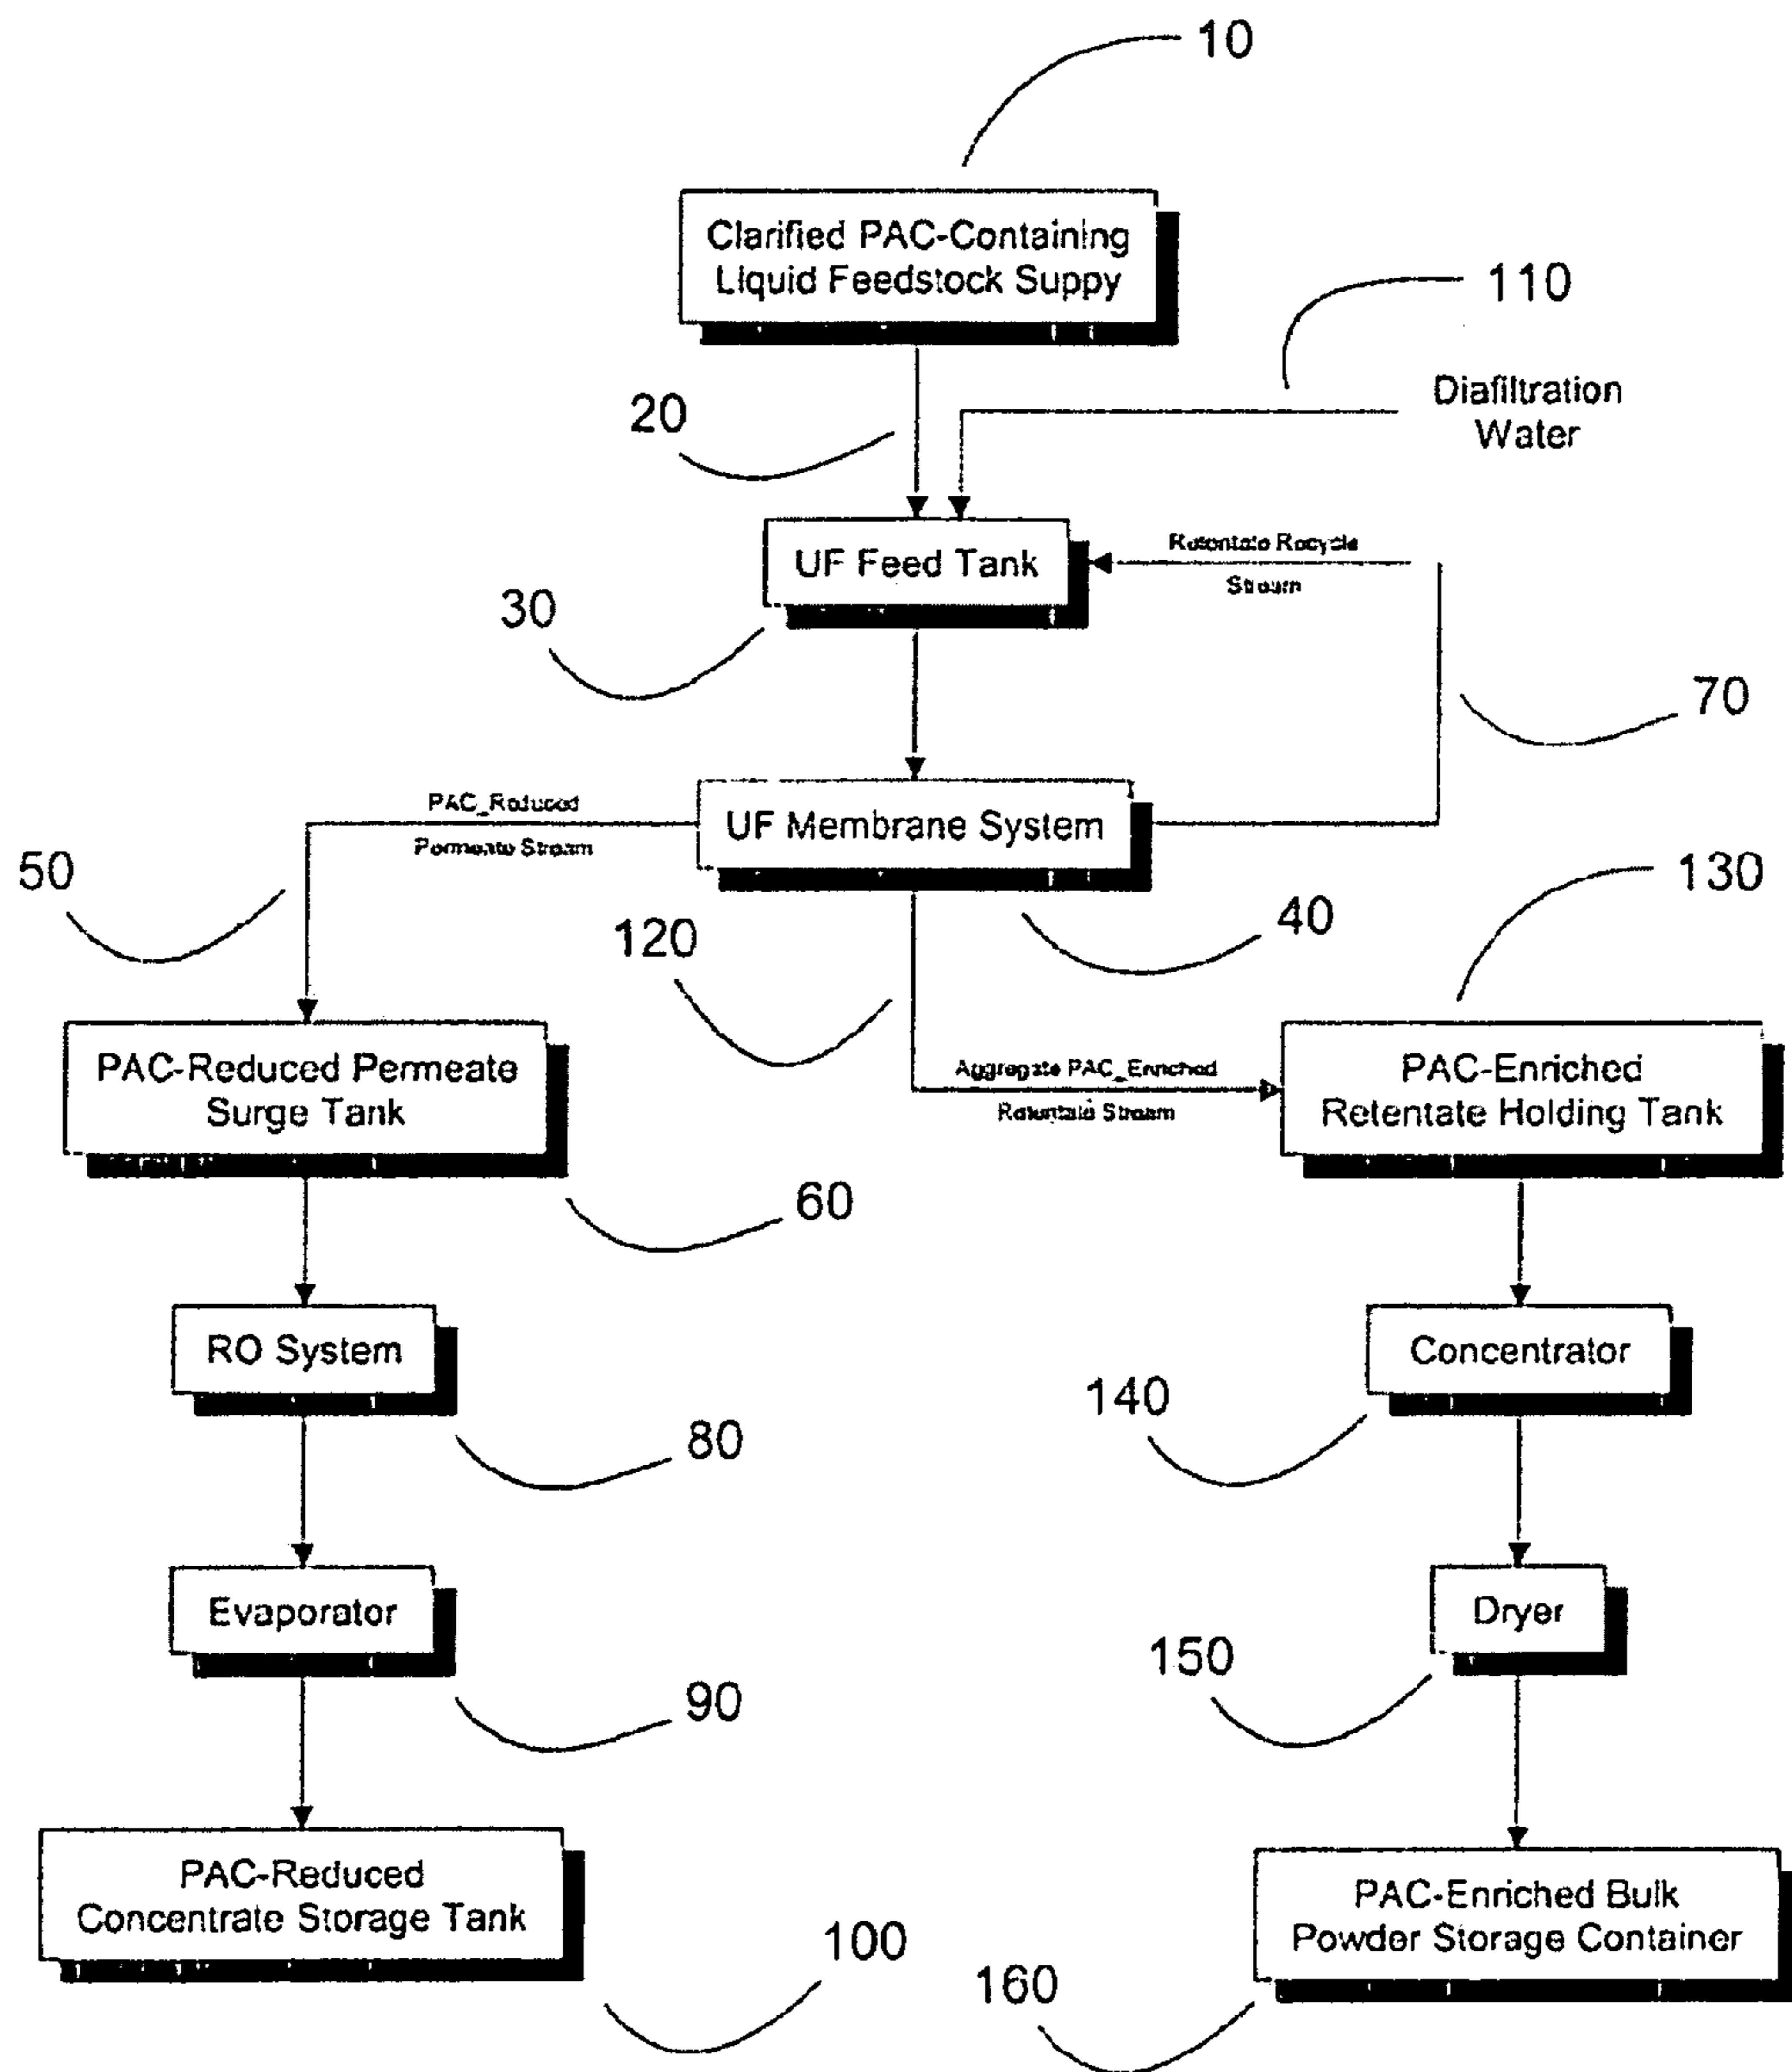 10
Clarified PAC-Containing
Liquid Feedstock Suppy
110
Diafiltration
Water
20
UF Feed Tank
Retentate Recycle
Stream
30
70
PAC_Reduced
Permeate Stream
UF Membrane System
50
130
40
120
PAC-Reduced Permeate
Surge Tank
Aggregate PAC_Enriched
Retentate Stream
PAC-Enriched
Retentate Holding Tank
60
RO System
Concentrator
140
80
Evaporator
Dryer
150
90
PAC-Reduced
Concentrate Storage Tank
PAC-Enriched Bulk
Powder Storage Container
100
160